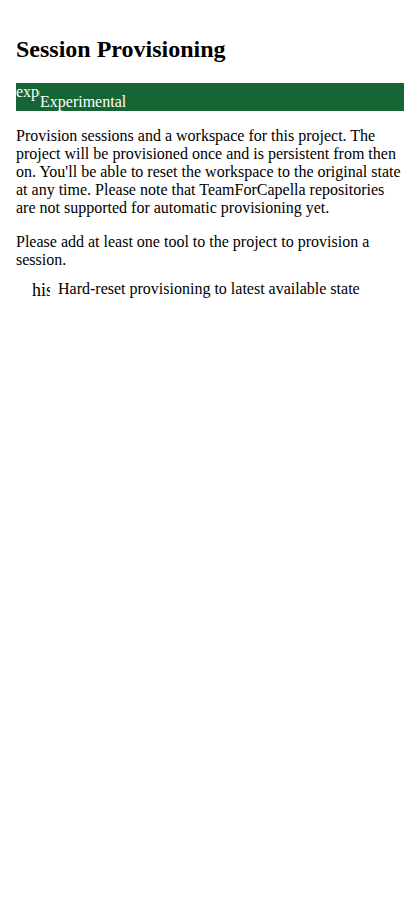 Session Provisioning
exp
Experimental
Provision sessions and a workspace for this project. The
project will be provisioned once and is persistent from then
on. You'll be able to reset the workspace to the original state
at any time. Please note that TeamForCapella repositories
are not supported for automatic provisioning yet.
Please add at least one tool to the project to provision a
session.
his Hard-reset provisioning to latest available state